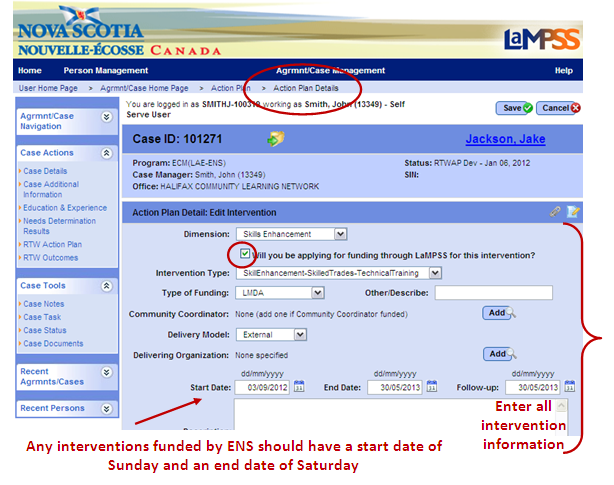 NOVA SCOTIA
NOUVELLE-ÉCOSSE CANADA
LaMPSS
Home Person Management Agrmnt/Case Management Help
User Home Page > Agrmnt/Case Home Page > Action Plan > Action Plan Details
You are logged in as SMITHJ-100318 working as Smith, John (13349) - Self
Serve User
Save Cancel
Agrmnt/Case
Navigation
Case Actions
Case Details
Case Additional
Information
Education & Experience
Needs Determination
Results
RTW Action Plan
RTW Outcomes
Case Tools
Case Notes
Case Task
Case Status
Case Documents
Recent
Agrmnts/Cases
Recent Persons
Case ID: 101271 Jackson, Jake
Program: ECM(LAE-ENS) Status: RTWAP Dev - Jan 06, 2012
Case Manager: Smith, John (13349) SIN:
Office: HALIFAX COMMUNITY LEARNING NETWORK
Action Plan Detail: Edit Intervention
Dimension: Skills Enhancement
Will you be applying for funding through LaMPSS for this intervention?
Intervention Type: SkillEnhancement-SkilledTrades-TechnicalTraining
Type of Funding: LMDA Other/Describe:
Community Coordinator: None (add one if Community Coordinator funded) Add
Delivery Model: External
Delivering Organization: None specified Add
dd/mm/yyyy dd/mm/yyyy dd/mm/yyyy
Start Date: 03/09/2012 End Date: 30/05/2013 Follow-up: 30/05/2013
Enter all
intervention
information
Any interventions funded by ENS should have a start date of
Sunday and an end date of Saturday